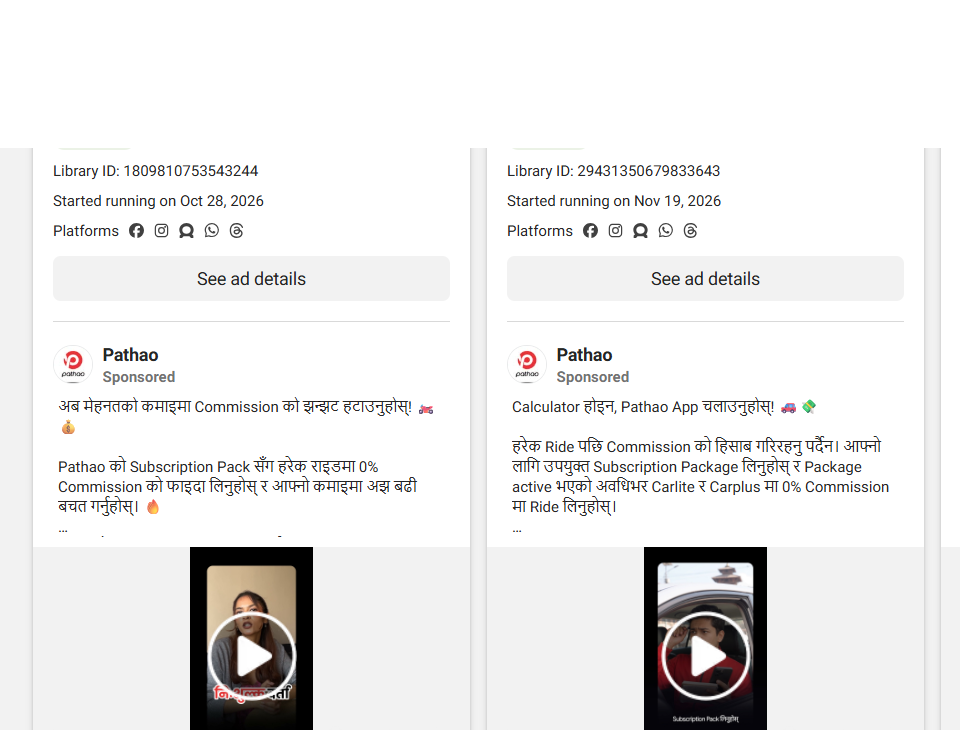 Library ID: 1809810753543244
Started running on Oct 28, 2026
Platforms
See ad details
Pathao
Sponsored
pathao
अब मेहनतको कमाइमा Commission को झन्झट हटाउनुहोस्! 🏍️
💰
Pathao को Subscription Pack सँग हरेक राइडमा 0%
Commission को फाइदा लिनुहोस् र आफ्नो कमाइमा अझ बढी
बचत गर्नुहोस्। 🔥
...
Library ID: 29431350679833643
Started running on Nov 19, 2026
Platforms
See ad details
Pathao
Sponsored
pathao
Calculator होइन, Pathao App चलाउनुहोस्! 🚗 💸
हरेक Ride पछि Commission को हिसाब गरिरहनु पर्दैन। आफ्नो
लागि उपयुक्त Subscription Package लिनुहोस् र Package
active भएको अवधिभर Carlite र Carplus मा 0% Commission
मा Ride लिनुहोस्।
...
Subscription Pack लिनुहोस्